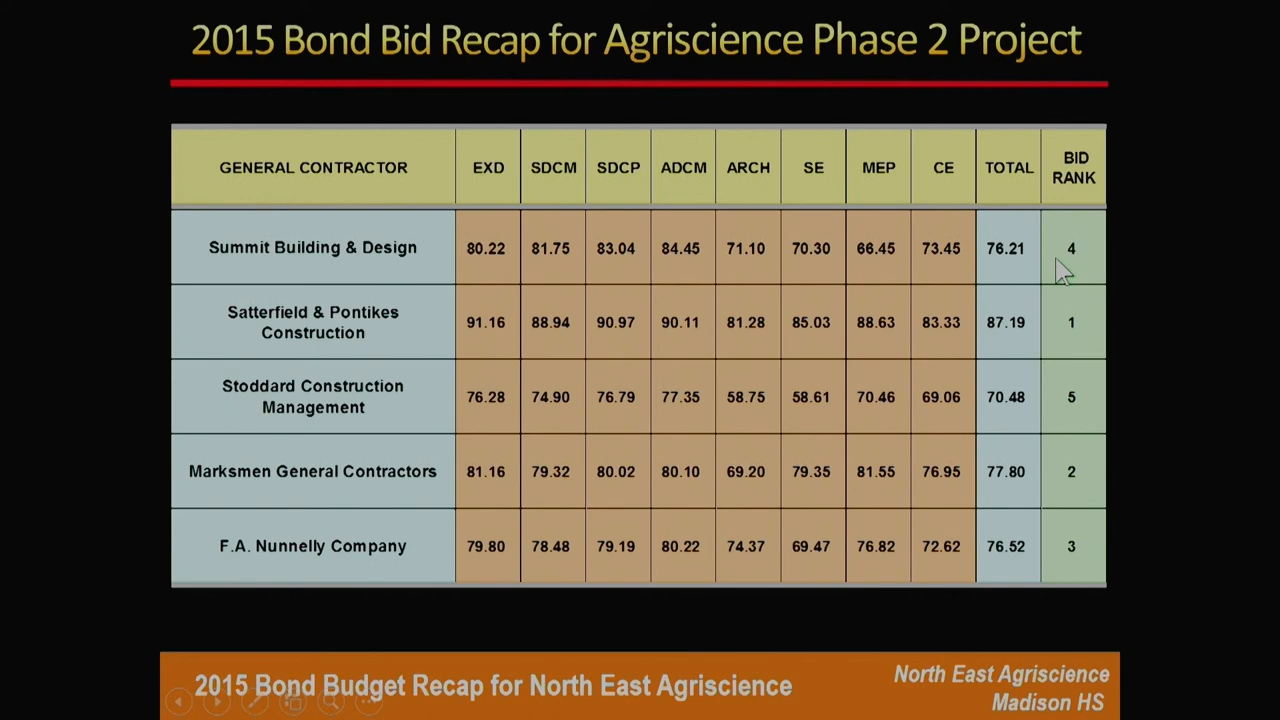 2015 Bond Bid Recap for Agriscience Phase 2 Project
GENERAL CONTRACTOR EXD SDCM SDCP ADCM ARCH SE MEP CE TOTAL BID RANK
Summit Building & Design 80.22 81.75 83.04 84.45 71.10 70.30 66.45 73.45 76.21 4
Satterfield & Pontikes Construction 91.16 88.94 90.97 90.11 81.28 85.03 88.63 83.33 87.19 1
Stoddard Construction Management 76.28 74.90 76.79 77.35 58.75 58.61 70.46 69.06 70.48 5
Marksmen General Contractors 81.16 79.32 80.02 80.10 69.20 79.35 81.55 76.95 77.80 2
F.A. Nunnelly Company 79.80 78.48 79.19 80.22 74.37 69.47 76.82 72.62 76.52 3
2015 Bond Budget Recap for North East Agriscience
North East Agriscience
Madison HS